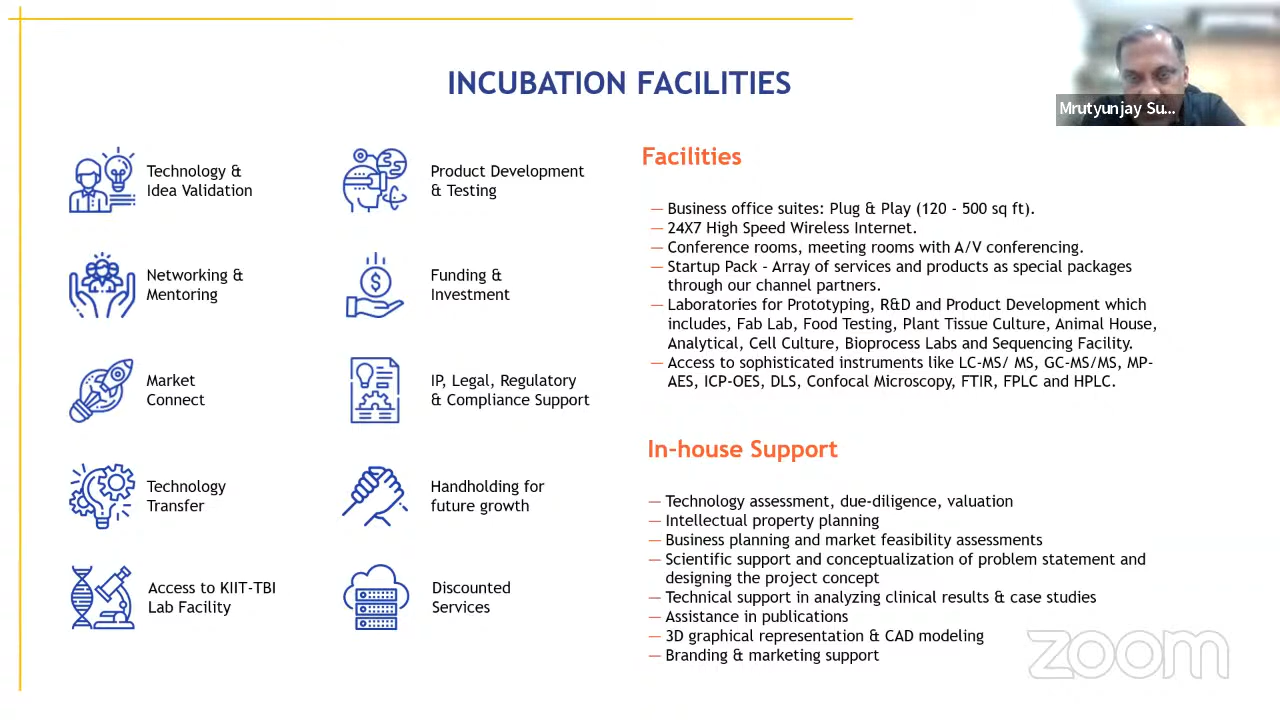 INCUBATION FACILITIES
Mrutyunjay Su...
Technology &
Idea Validation
Product Development
& Testing
Networking &
Mentoring
Funding &
Investment
Market
Connect
IP, Legal, Regulatory
& Compliance Support
Technology
Transfer
Handholding for
future growth
Access to KIIT-TBI
Lab Facility
Discounted
Services
Facilities
— Business office suites: Plug & Play (120 - 500 sq ft).
— 24X7 High Speed Wireless Internet.
— Conference rooms, meeting rooms with A/V conferencing.
— Startup Pack - Array of services and products as special packages
through our channel partners.
— Laboratories for Prototyping, R&D and Product Development which
includes, Fab Lab, Food Testing, Plant Tissue Culture, Animal House,
Analytical, Cell Culture, Bioprocess Labs and Sequencing Facility.
— Access to sophisticated instruments like LC-MS/ MS, GC-MS/MS, MP-
AES, ICP-OES, DLS, Confocal Microscopy, FTIR, FPLC and HPLC.
In-house Support
— Technology assessment, due-diligence, valuation
— Intellectual property planning
— Business planning and market feasibility assessments
— Scientific support and conceptualization of problem statement and
designing the project concept
— Technical support in analyzing clinical results & case studies
— Assistance in publications
— 3D graphical representation & CAD modeling
— Branding & marketing support
zoom